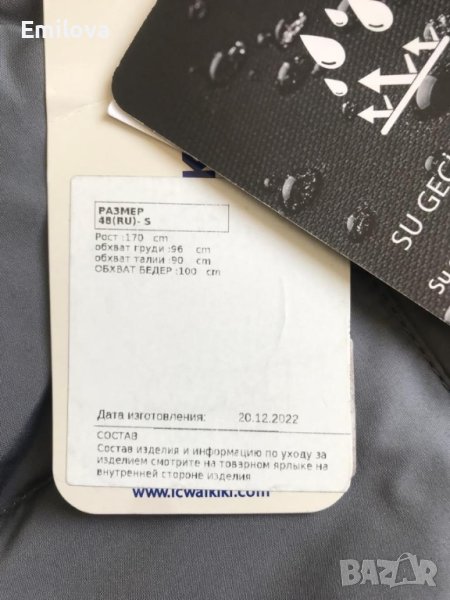 Emilova
SU GEÇ
Su
РАЗМЕР
48(RU)- S
Рост :170 cm
обхват груди :96 cm
обхват талии :90 cm
ОБХВАТ БЕДЕР :100 cm
Дата изготовления: 20.12.2022
СОСТАВ
Состав изделия и информацию по уходу за
изделием смотрите на товарном ярлыке на
внутренней стороне изделия
www.lcwaikiki.com
BAZAR